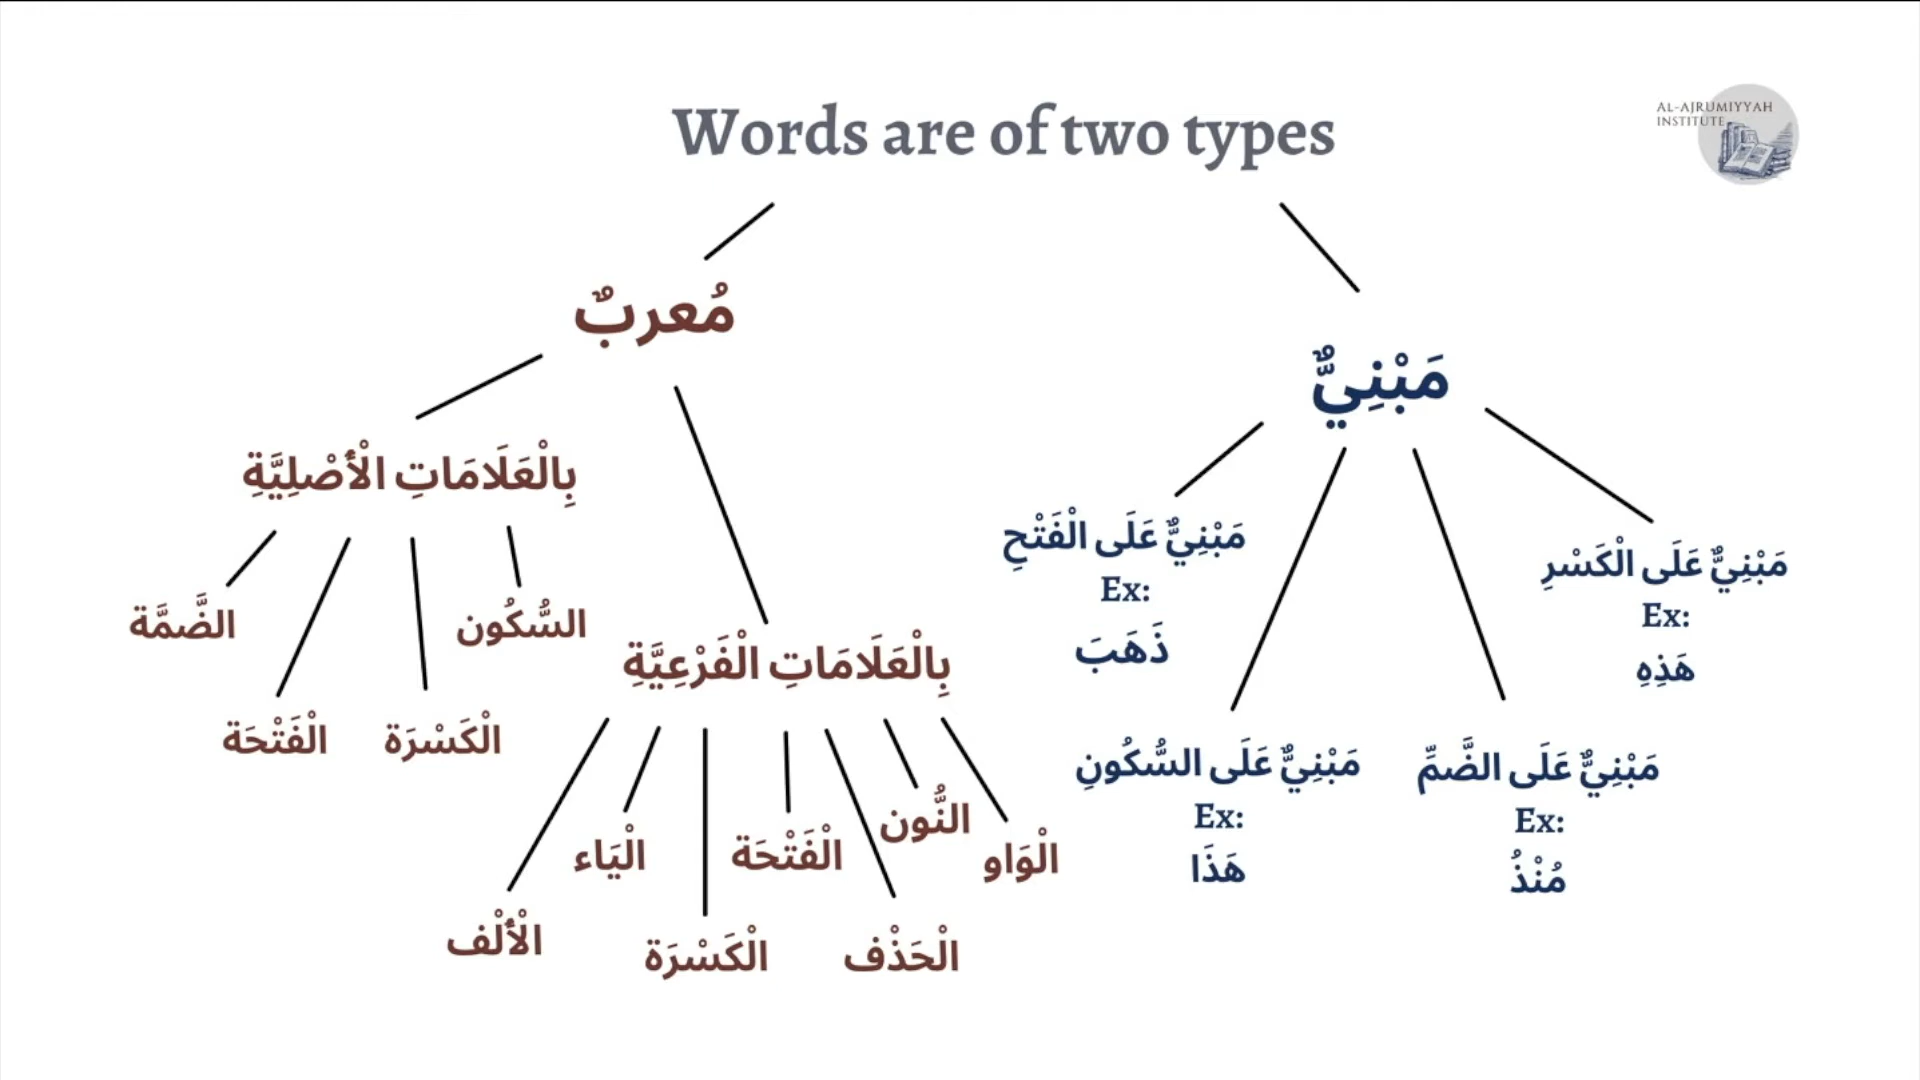 Words are of two types
AL-AJRUMIYYAH
INSTITUTE
مُعربٌ
مَبْنِيٌّ
بِالْعَلَامَاتِ الْأَصْلِيَّةِ
الضَّمَّة
الْفَتْحَة
الْكَسْرَة
السُّكُون
بِالْعَلَامَاتِ الْفَرْعِيَّةِ
الْأَلْف
الْيَاء
الْكَسْرَة
الْفَتْحَة
الْحَذْف
النُّون
الْوَاو
مَبْنِيٌّ عَلَى الْفَتْحِ
Ex:
ذَهَبَ
مَبْنِيٌّ عَلَى السُّكُونِ
Ex:
هَذَا
مَبْنِيٌّ عَلَى الضَّمِّ
Ex:
مُنْذُ
مَبْنِيٌّ عَلَى الْكَسْرِ
Ex:
هَذِهِ